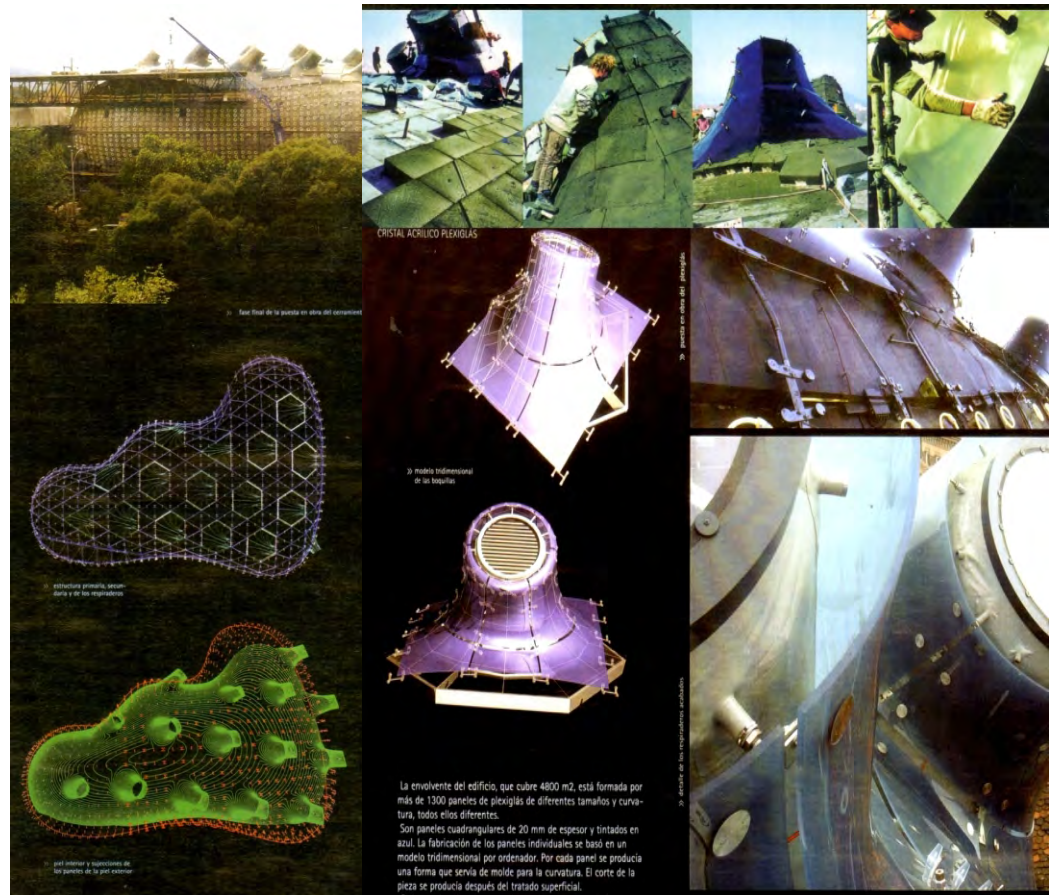 » fase final de la puesta en obra del cerramiento
» estructura primaria, secun-
daria y de los respiraderos
» piel interior y sujecciones de
los paneles de la piel exterior
CRISTAL ACRILICO PLEXIGLÁS
» modelo tridimensional
de las boquillas
La envolvente del edificio, que cubre 4800 m2, está formada por
más de 1300 paneles de plexiglás de diferentes tamaños y curva-
tura, todos ellos diferentes.
Son paneles cuadrangulares de 20 mm de espesor y tintados en
azul. La fabricación de los paneles individuales se basó en un
modelo tridimensional por ordenador. Por cada panel se producía
una forma que servía de molde para la curvatura. El corte de la
pieza se producía después del tratado superficial.
» puesta en obra del plexiglás
» detalle de los respiraderos acabados